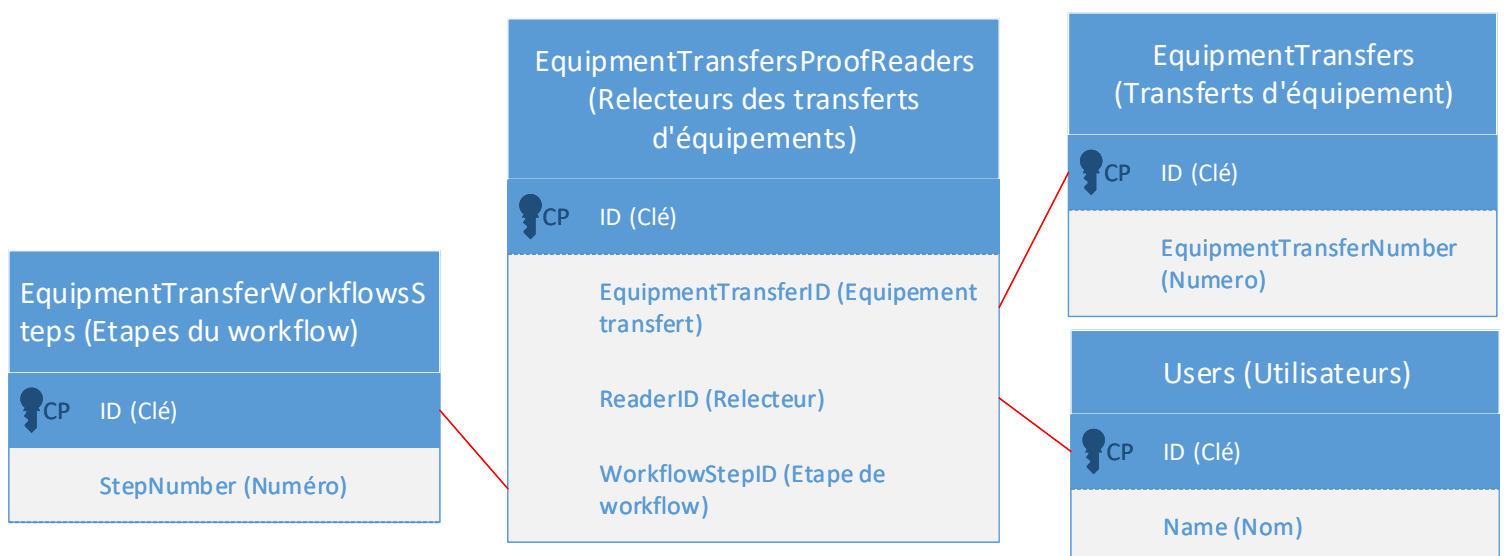 EquipmentTransferWorkflowsS
teps (Etapes du workflow)
CP ID (Clé)
StepNumber (Numéro)
EquipmentTransfersProofReaders
(Relecteurs des transferts
d'équipements)
CP ID (Clé)
EquipmentTransferID (Equipement
transfert)
ReaderID (Relecteur)
WorkflowStepID (Etape de
workflow)
EquipmentTransfers
(Transferts d'équipement)
CP ID (Clé)
EquipmentTransferNumber
(Numero)
Users (Utilisateurs)
CP ID (Clé)
Name (Nom)